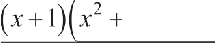 (x+1)(x² +